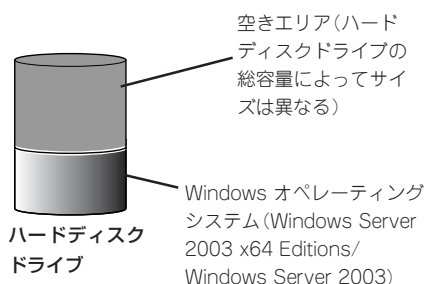 空きエリア（ハード
ディスクドライブの
総容量によってサイ
ズは異なる）
Windows オペレーティング
システム（Windows Server
2003 x64 Editions/
Windows Server 2003）
ハードディスク
ドライブ